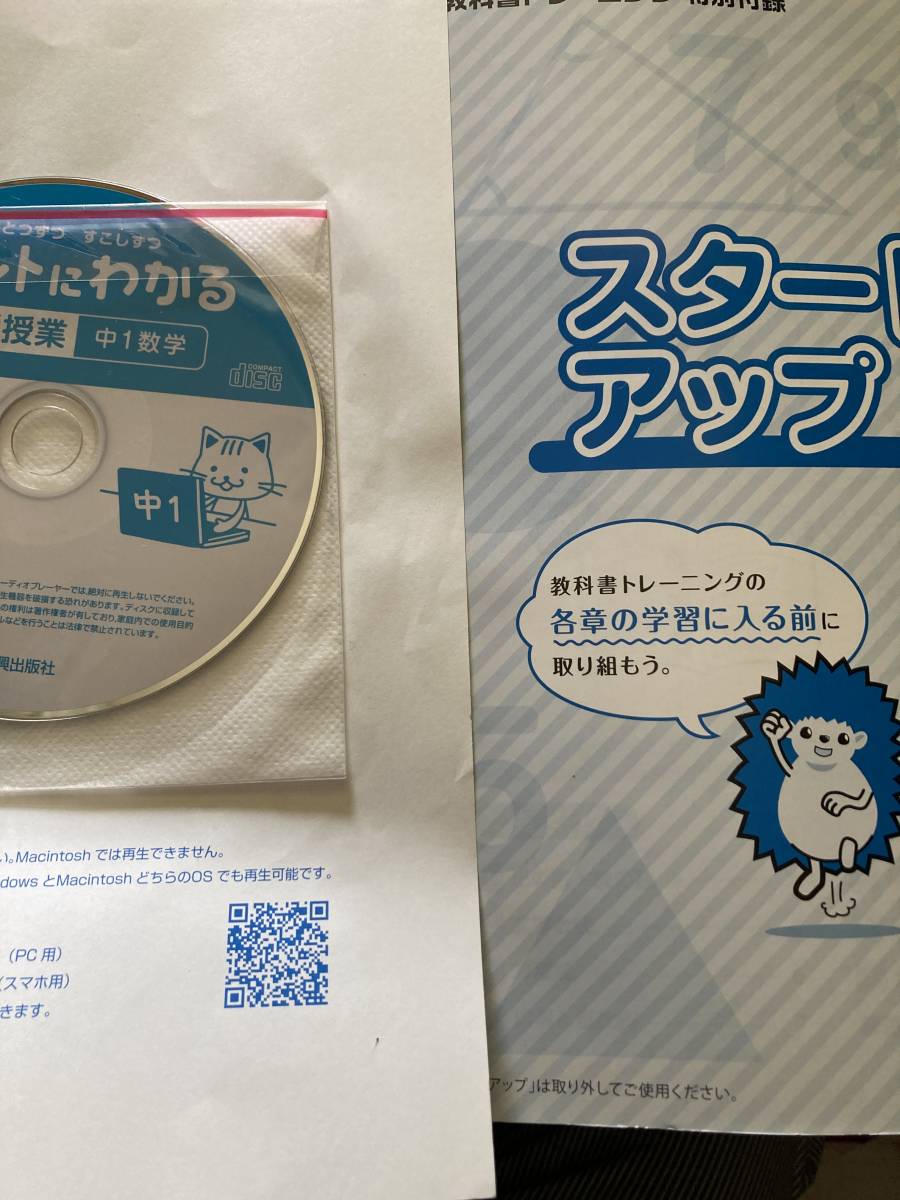 とつずつ すこしずつ
ントにわかる
授業 中1数学
COMPACT
disc
中1
ーディオプレーヤーでは、絶対に再生しないでください。
生機器を破損する恐れがあります。ディスクに収録して
の権利は著作権者が有しており、家庭内での使用目的
ルなどを行うことは法律で禁止されています。
興出版社
い。Macintosh では再生できません。
dows とMacintosh どちらのOS でも再生可能です。
(PC 用)
(スマホ用)
きます。
教科書トレーニング 特別付録
7 9
スタート
アップ
教科書トレーニングの
各章の学習に入る前に
取り組もう。
アップ」は取り外してご使用ください。